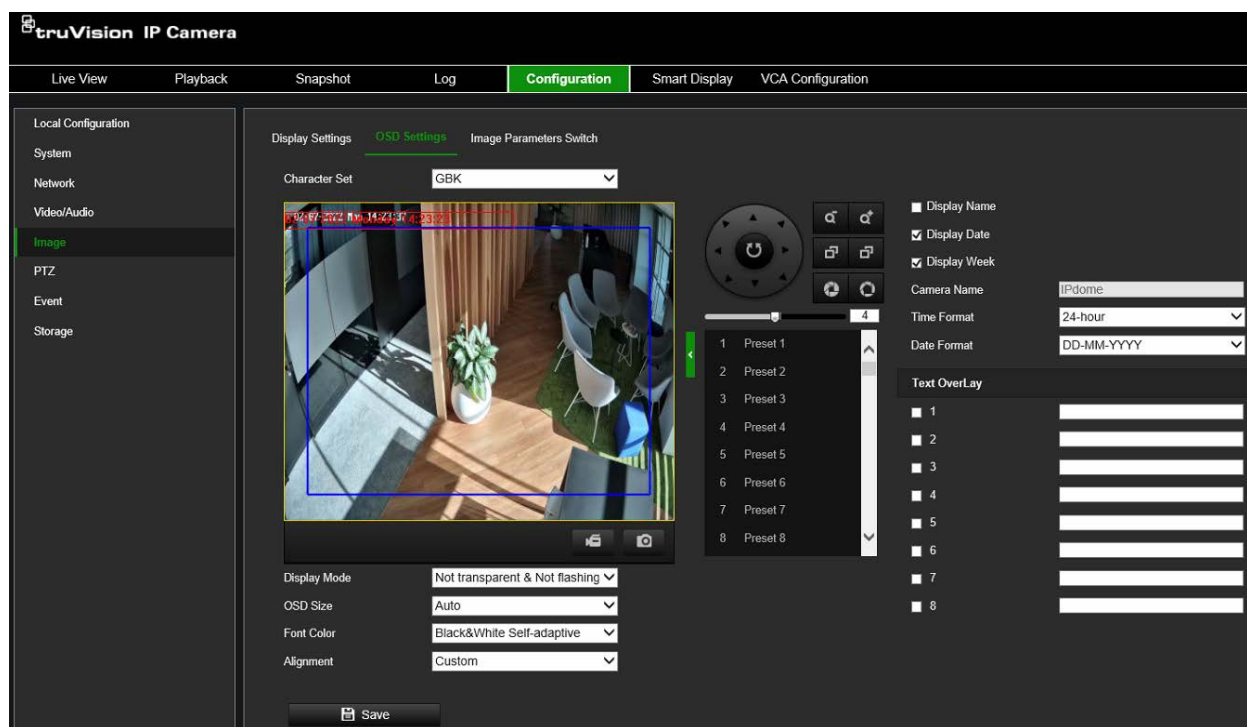 truVision IP Camera
Live View Playback Snapshot Log Configuration Smart Display VCA Configuration
Local Configuration
System
Network
Video/Audio
Image
PTZ
Event
Storage
Display Settings OSD Settings Image Parameters Switch
Character Set GBK
14:23:37
4
1 Preset 1
2 Preset 2
3 Preset 3
4 Preset 4
5 Preset 5
6 Preset 6
7 Preset 7
8 Preset 8
Display Mode Not transparent & Not flashing
OSD Size Auto
Font Color Black&White Self-adaptive
Alignment Custom
Save
Display Name
Display Date
Display Week
Camera Name IPdome
Time Format 24-hour
Date Format DD-MM-YYYY
Text OverLay
1
2
3
4
5
6
7
8